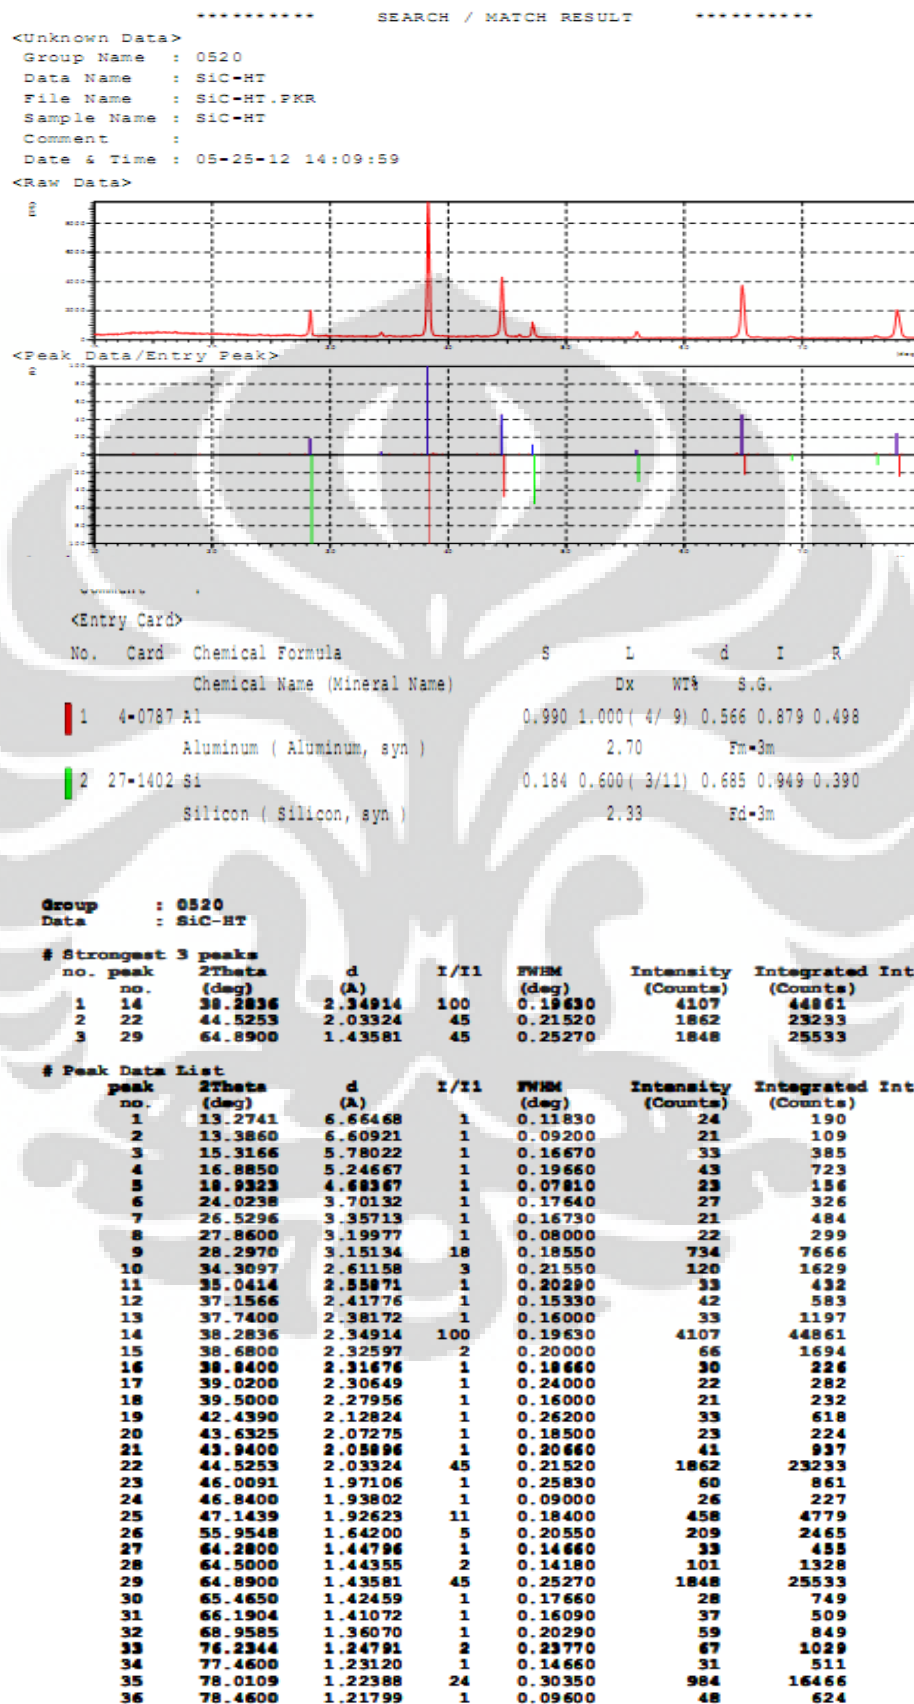 ********** SEARCH / MATCH RESULT **********
<Unknown Data>
Group Name : 0520
Data Name : SiC-HT
File Name : SiC-HT.PKR
Sample Name : SiC-HT
Comment :
Date & Time : 05-25-12 14:09:59
<Raw Data>
<Peak Data/Entry Peak>
<Entry Card>
No. Card Chemical Formula S L d I R
Chemical Name (Mineral Name) Dx WT% S.G.
1 4-0787 Al 0.990 1.000( 4/ 9) 0.566 0.879 0.498
Aluminum ( Aluminum, syn ) 2.70 Fm-3m
2 27-1402 Si 0.184 0.600( 3/11) 0.685 0.949 0.390
Silicon ( Silicon, syn ) 2.33 Fd-3m
Group : 0520
Data : SiC-HT
# Strongest 3 peaks
no. peak 2Theta d I/I1 FWHM Intensity Integrated Int
no. (deg) (A) (deg) (Counts) (Counts)
1 14 38.2836 2.34914 100 0.19630 4107 44861
2 22 44.5253 2.03324 45 0.21520 1862 23233
3 29 64.8900 1.43581 45 0.25270 1848 25533
# Peak Data List
peak 2Theta d I/I1 FWHM Intensity Integrated Int
no. (deg) (A) (deg) (Counts) (Counts)
1 13.2741 6.66468 1 0.11830 24 190
2 13.3860 6.60921 1 0.09200 21 109
3 15.3166 5.78022 1 0.16670 33 385
4 16.8850 5.24667 1 0.19660 43 723
5 18.9323 4.68367 1 0.07810 23 156
6 24.0238 3.70132 1 0.17640 27 326
7 26.5296 3.35713 1 0.16730 21 484
8 27.8600 3.19977 1 0.08000 22 299
9 28.2970 3.15134 18 0.18550 734 7666
10 34.3097 2.61158 3 0.21550 120 1629
11 35.0414 2.55871 1 0.20290 33 432
12 37.1566 2.41776 1 0.15330 42 583
13 37.7400 2.38172 1 0.16000 33 1197
14 38.2836 2.34914 100 0.19630 4107 44861
15 38.6800 2.32597 2 0.20000 66 1694
16 38.8400 2.31676 1 0.18660 30 226
17 39.0200 2.30649 1 0.24000 22 282
18 39.5000 2.27956 1 0.16000 21 232
19 42.4390 2.12824 1 0.26200 33 618
20 43.6325 2.07275 1 0.18500 23 224
21 43.9400 2.05896 1 0.20660 41 937
22 44.5253 2.03324 45 0.21520 1862 23233
23 46.0091 1.97106 1 0.25830 60 861
24 46.8400 1.93802 1 0.09000 26 227
25 47.1439 1.92623 11 0.18400 458 4779
26 55.9548 1.64200 5 0.20550 209 2465
27 64.2800 1.44796 1 0.14660 33 455
28 64.5000 1.44355 2 0.14180 101 1328
29 64.8900 1.43581 45 0.25270 1848 25533
30 65.4650 1.42459 1 0.17660 28 749
31 66.1904 1.41072 1 0.16090 37 509
32 68.9585 1.36070 1 0.20290 59 849
33 76.2344 1.24791 2 0.23770 67 1029
34 77.4600 1.23120 1 0.14660 31 511
35 78.0109 1.22388 24 0.30350 984 16466
36 78.4600 1.21799 1 0.09600 48 624